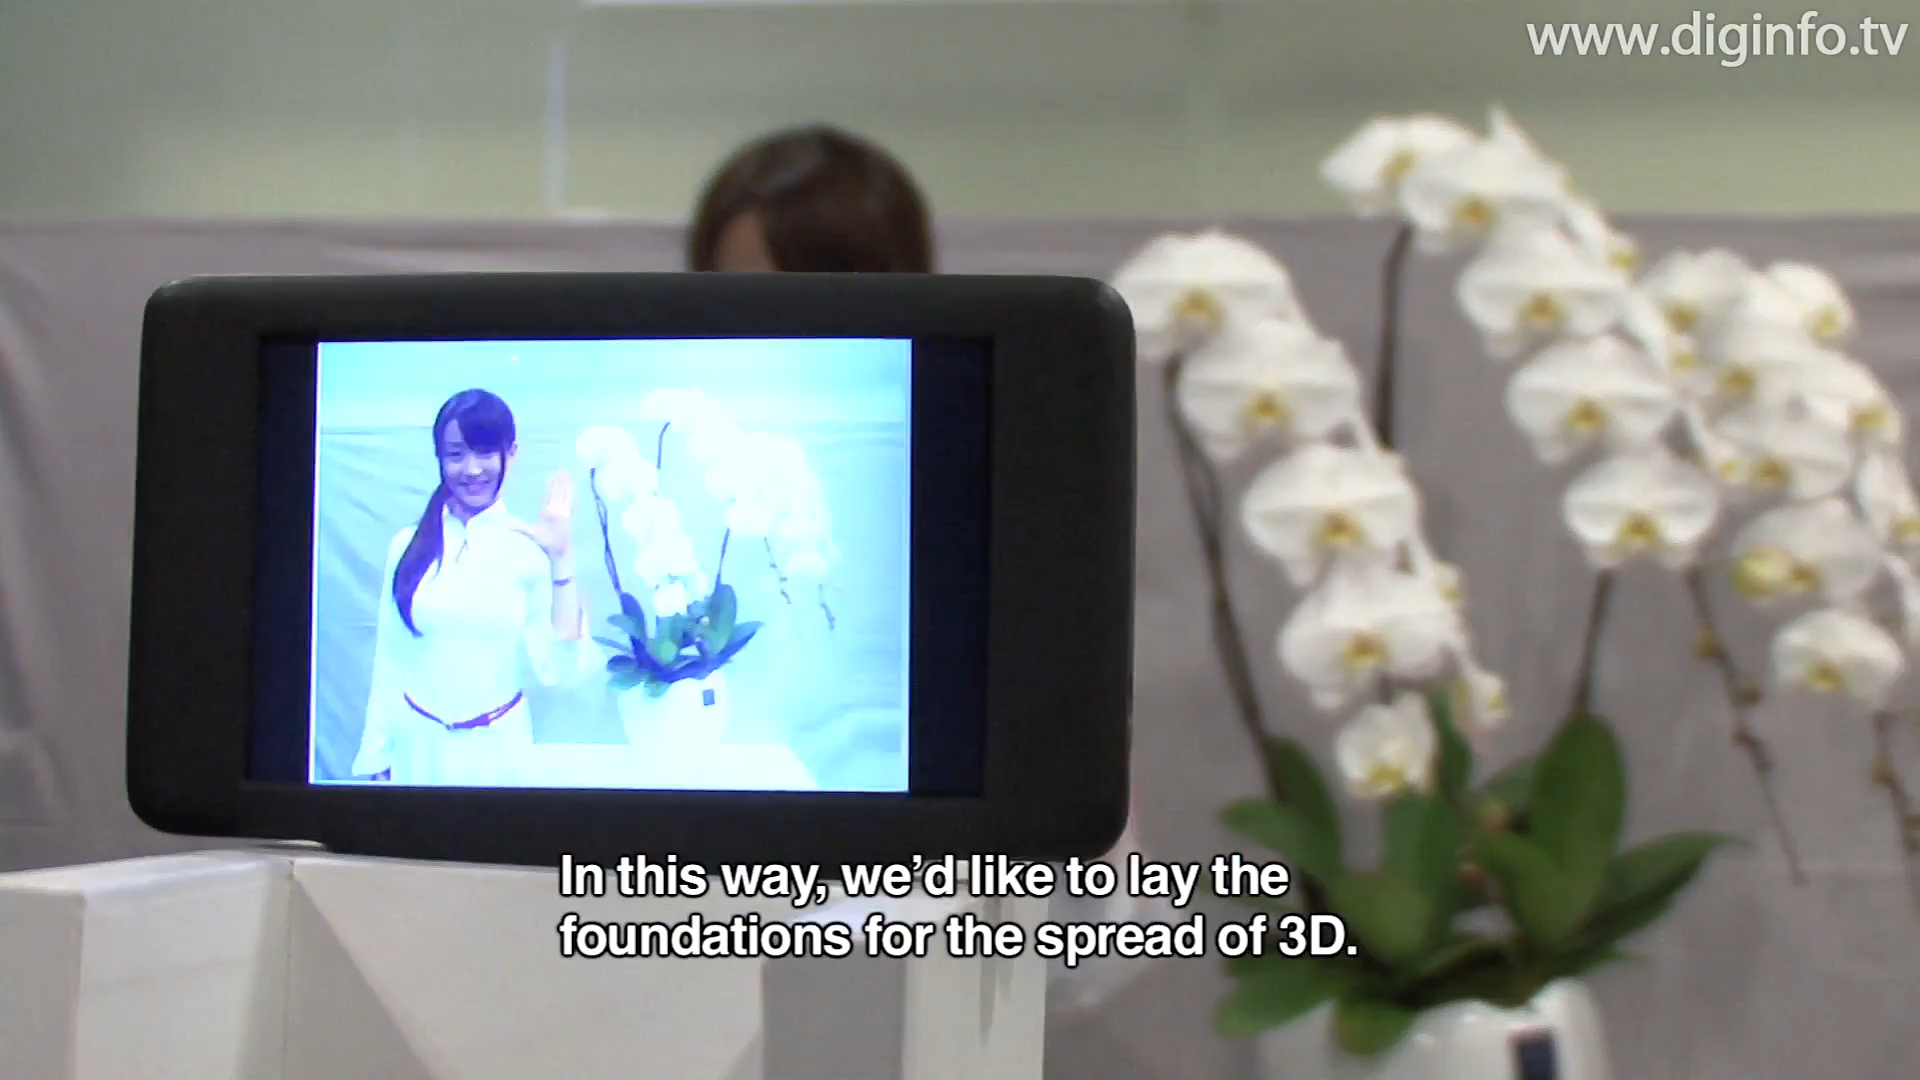 www.diginfo.tv
In this way, we’d like to lay the
foundations for the spread of 3D.